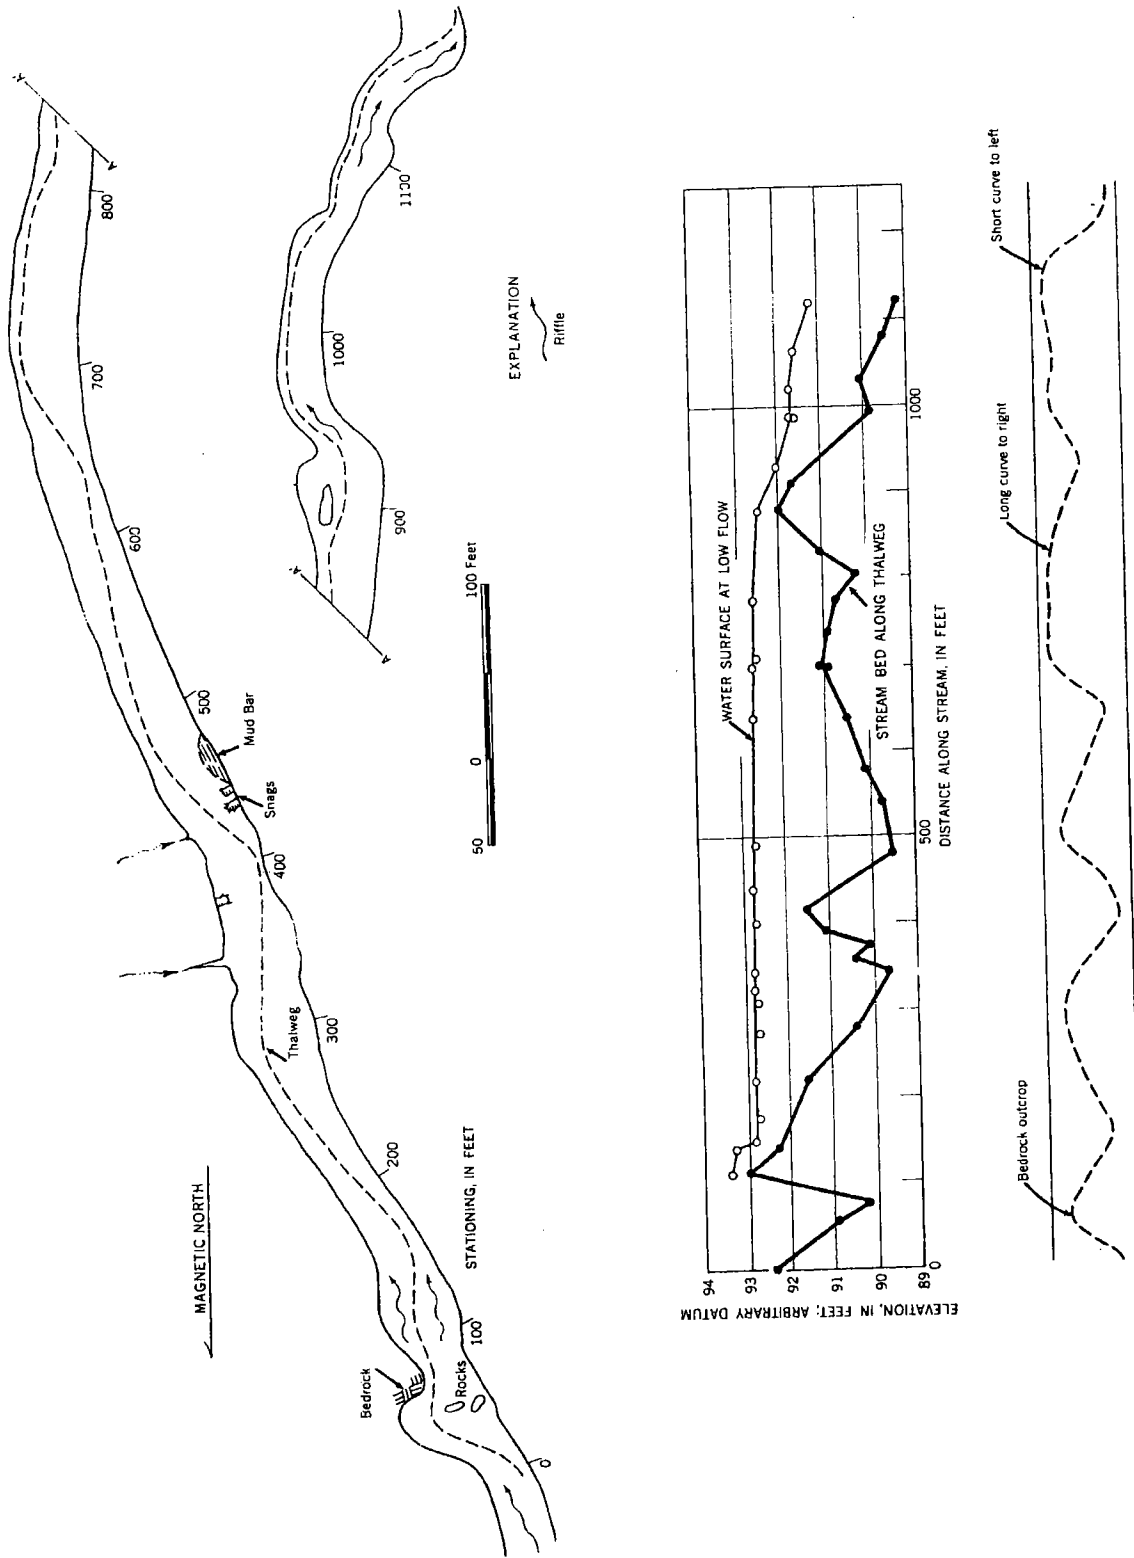 A'
A
800
700
600
500
Mud Bar
Snags
400
Thalweg
300
200
100
0
Bedrock
Rocks
MAGNETIC NORTH
STATIONING, IN FEET
A'
A
900
1000
1100
EXPLANATION
Riffle
50
0
100 Feet
ELEVATION, IN FEET; ARBITRARY DATUM
94
93
92
91
90
89
0
500
1000
WATER SURFACE AT LOW FLOW
STREAM BED ALONG THALWEG
DISTANCE ALONG STREAM, IN FEET
Bedrock outcrop
Long curve to right
Short curve to left